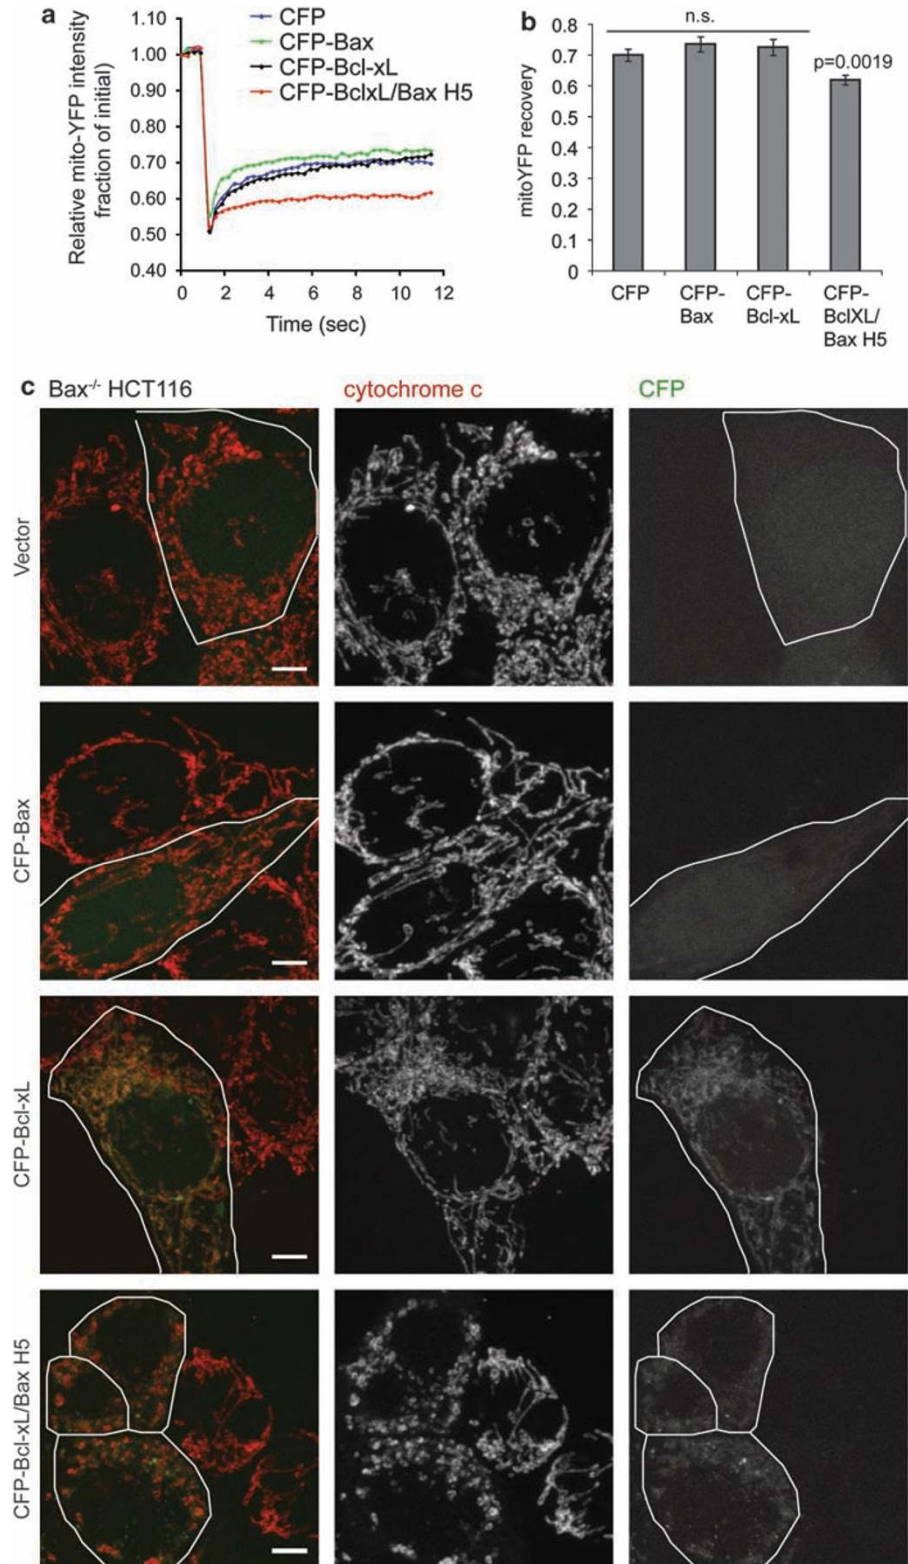 a
Relative mito-YFP intensity
fraction of initial)
1.10
1.00
0.90
0.80
0.70
0.60
0.50
0.40
0 2 4 6 8 10 12
Time (sec)
CFP
CFP-Bax
CFP-Bcl-xL
CFP-BclxL/Bax H5
b
mitoYFP recovery
0.8
0.7
0.6
0.5
0.4
0.3
0.2
0.1
0
n.s.
p=0.0019
CFP
CFP-
Bax
CFP-
Bcl-xL
CFP-
BclXL/
Bax H5
c Bax-/- HCT116
cytochrome c
CFP
Vector
CFP-Bax
CFP-Bcl-xL
CFP-Bcl-xL/Bax H5